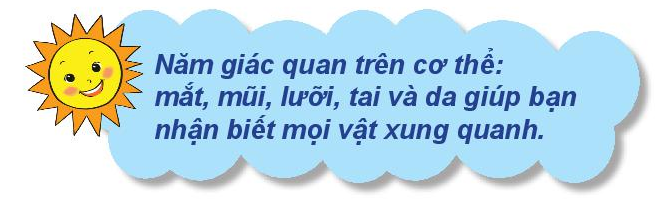 Năm giác quan trên cơ thể:
mắt, mũi, lưỡi, tai và da giúp bạn
nhận biết mọi vật xung quanh.